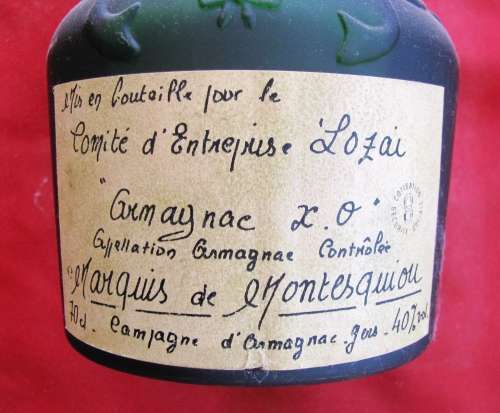 Mis en bouteille pour le
Comité d'Entreprise Lozai
"Armagnac X.O"
Appellation Armagnac Contrôlée
"Marquis de Montesquiou
70cl. Campagne d'Armagnac. Gers. 40% vol.